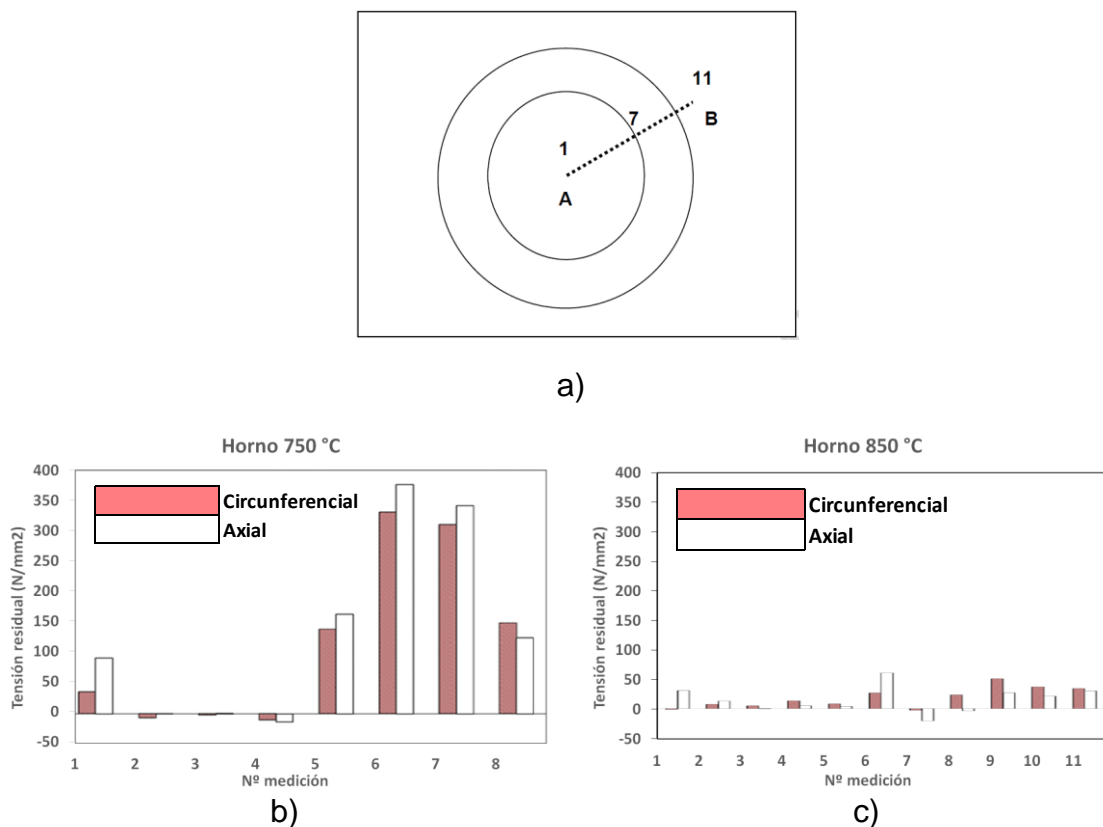 11
7
B
1
A
a)
Horno 750 °C
400
350
300
250
200
150
100
50
0
-50
Tensión residual (N/mm2)
Circunferencial
Axial
1 2 3 4 5 6 7 8
Nº medición
b)
Horno 850 °C
400
350
300
250
200
150
100
50
0
-50
Tensión residual (N/mm2)
Circunferencial
Axial
1 2 3 4 5 6 7 8 9 10 11
Nº medición
c)